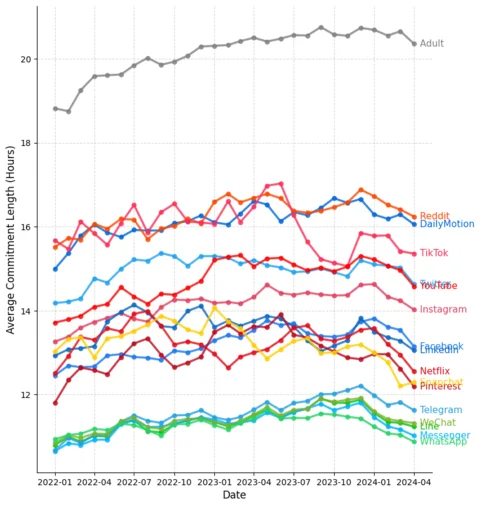 Average Commitment Length (Hours)
20
18
16
14
12
Adult
Reddit
DailyMotion
TikTok
YouTube
Instagram
Facebook
LinkedIn
Netflix
Snapchat
Pinterest
Telegram
WeChat
Line
Messenger
WhatsApp
2022-01 2022-04 2022-07 2022-10 2023-01 2023-04 2023-07 2023-10 2024-01 2024-04
Date